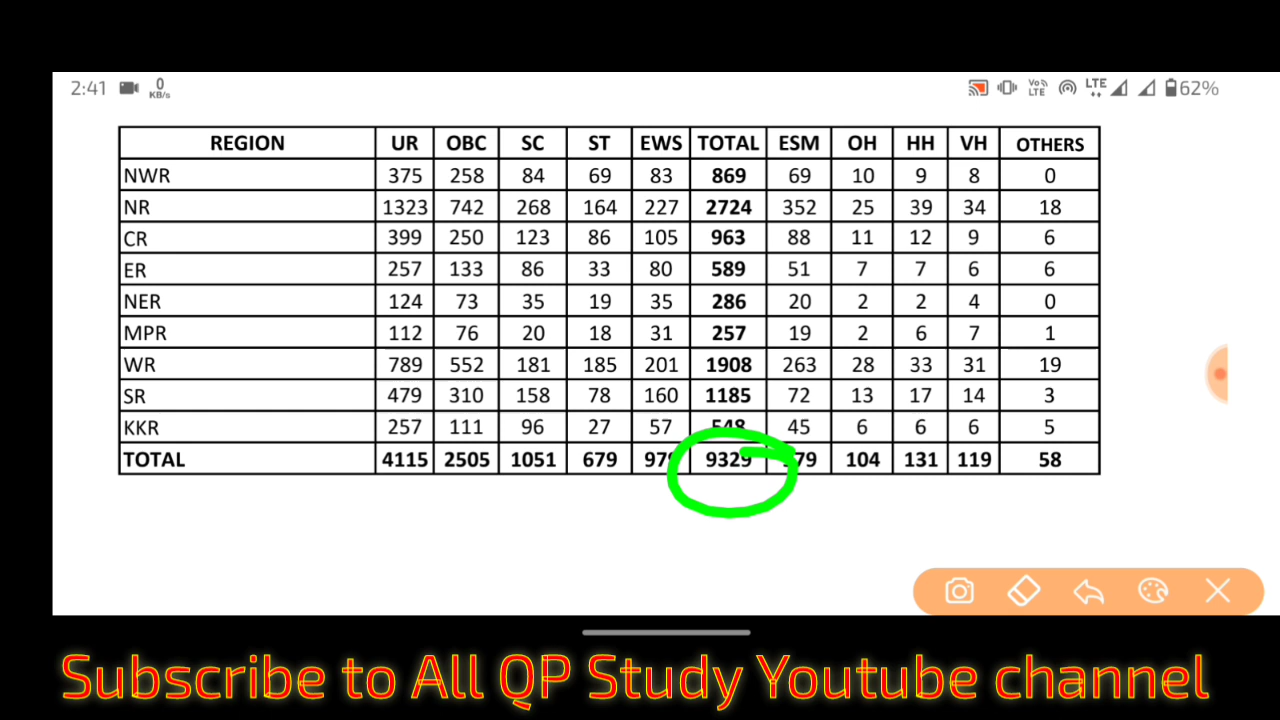 2:41 0 KB/s Vo LTE LTE 62%
REGION UR OBC SC ST EWS TOTAL ESM OH HH VH OTHERS
NWR 375 258 84 69 83 869 69 10 9 8 0
NR 1323 742 268 164 227 2724 352 25 39 34 18
CR 399 250 123 86 105 963 88 11 12 9 6
ER 257 133 86 33 80 589 51 7 7 6 6
NER 124 73 35 19 35 286 20 2 2 4 0
MPR 112 76 20 18 31 257 19 2 6 7 1
WR 789 552 181 185 201 1908 263 28 33 31 19
SR 479 310 158 78 160 1185 72 13 17 14 3
KKR 257 111 96 27 57 548 45 6 6 6 5
TOTAL 4115 2505 1051 679 9329 104 131 119 58
Subscribe to All QP Study Youtube channel